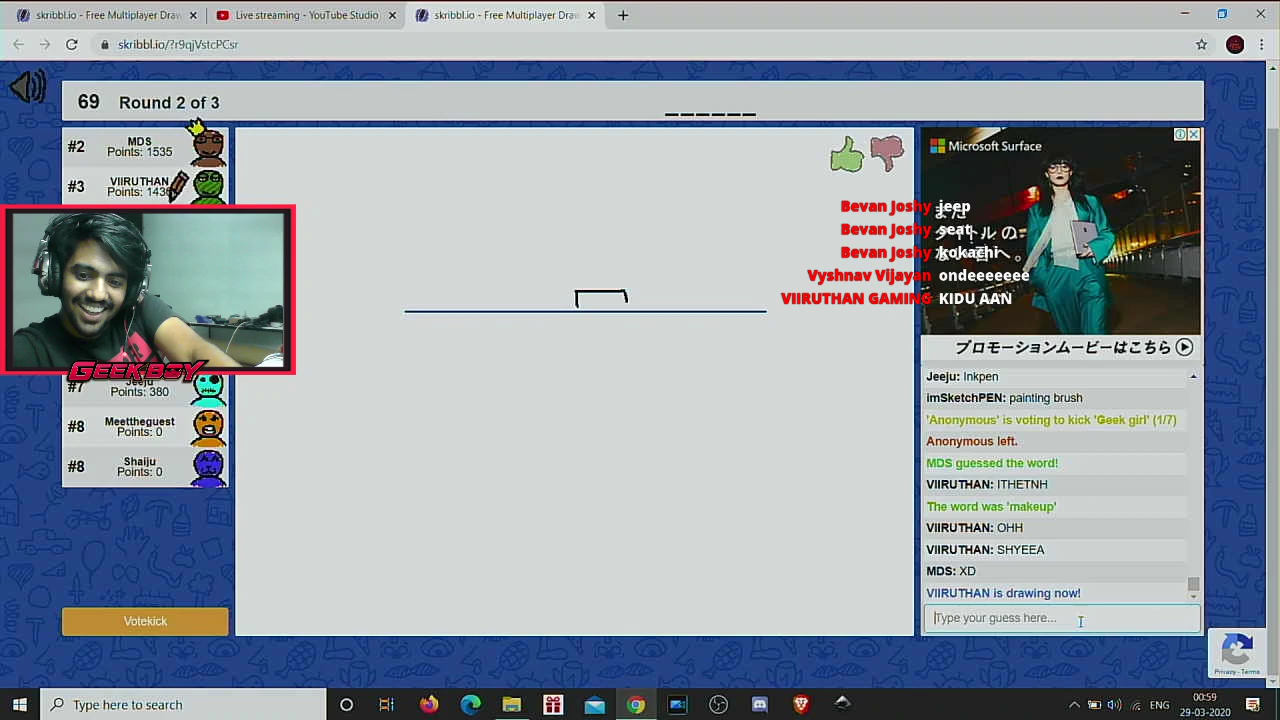 skribbl.io - Free Multiplayer Draw
Live streaming - YouTube Studio
skribbl.io - Free Multiplayer Draw
skribbl.io/?r9qjVstcPCsr
69 Round 2 of 3
______
#2 MDS
Points: 1535
#3 VIIRUTHAN
Points: 1436
GEEK BOY
#7 Jeeju
Points: 380
#8 Meettheguest
Points: 0
#8 Shaiju
Points: 0
Votekick
Microsoft Surface
Bevan Joshy jeep
Bevan Joshy seat
Bevan Joshy kokachi
Vyshnav Vijayan ondeeeeeee
VIIRUTHAN GAMING KIDU AAN
プロモーションムービーはこちら
Jeeju: Inkpen
imSketchPEN: painting brush
'Anonymous' is voting to kick 'Geek girl' (1/7)
Anonymous left.
MDS guessed the word!
VIIRUTHAN: ITHETNH
The word was 'makeup'
VIIRUTHAN: OHH
VIIRUTHAN: SHYEEA
MDS: XD
VIIRUTHAN is drawing now!
Type your guess here...
Privacy - Terms
Type here to search
ENG
00:59
29-03-2020